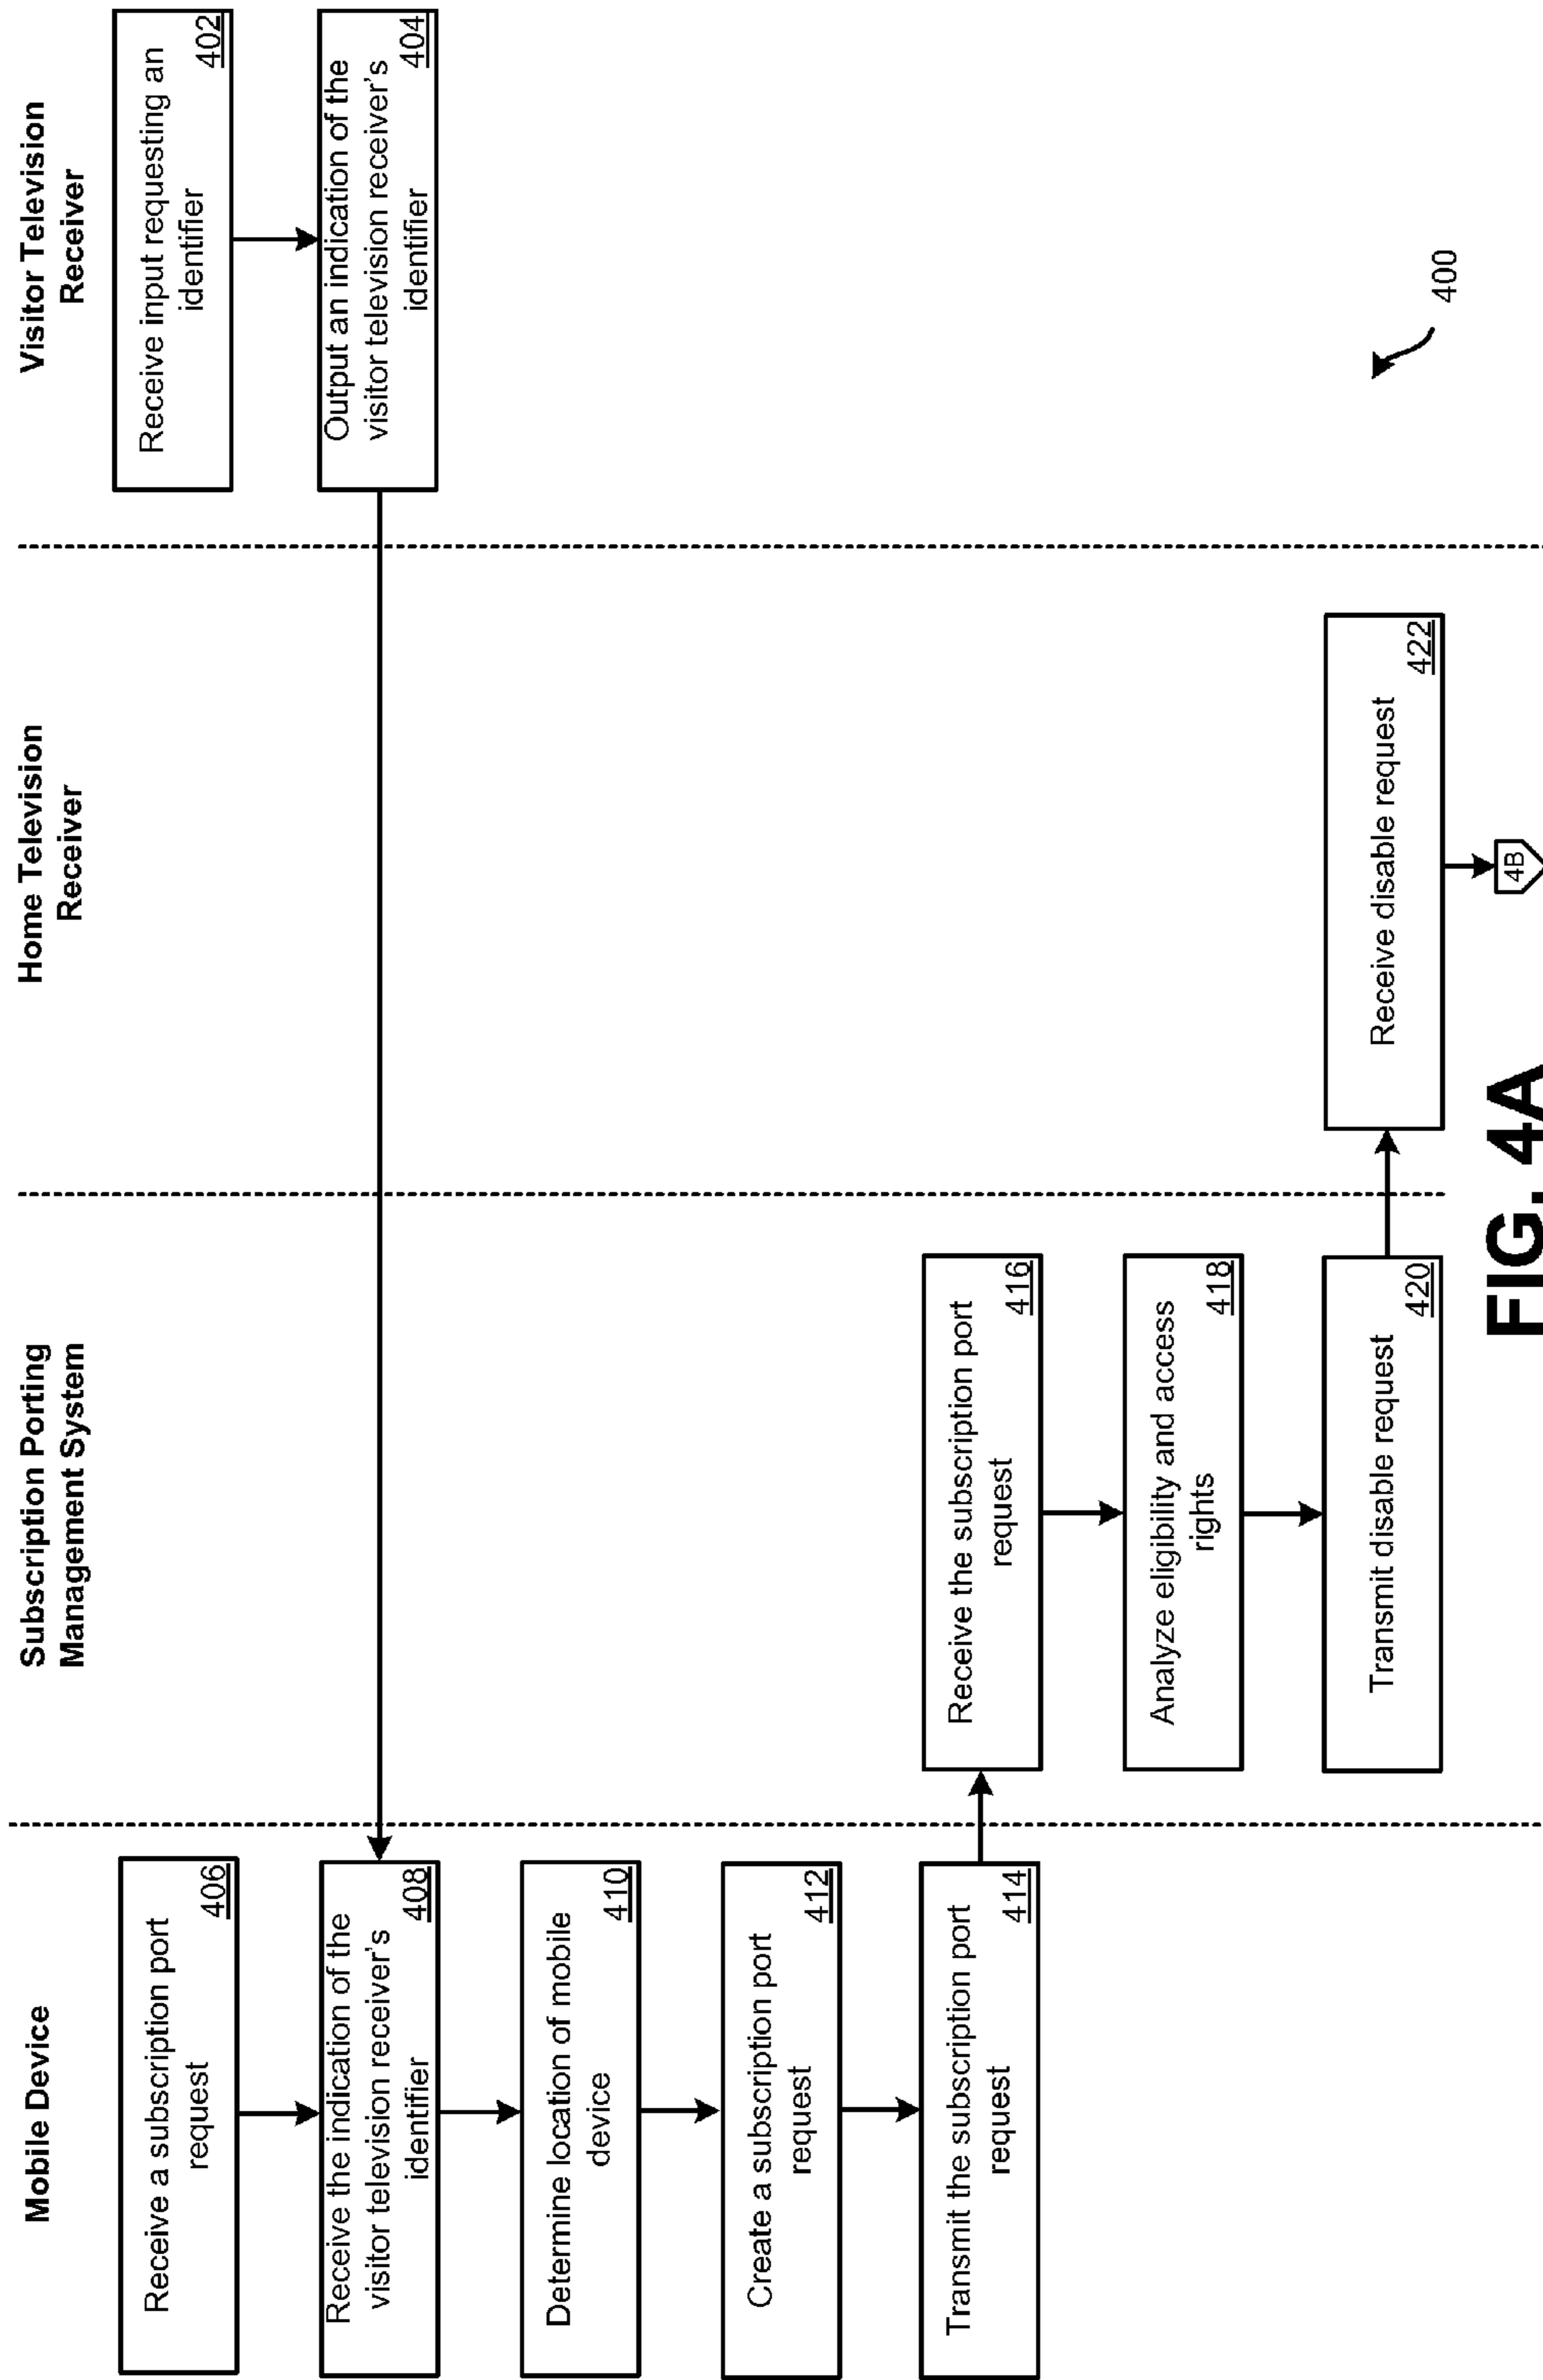 Mobile Device
Subscription Porting
Management System
Home Television
Receiver
Visitor Television
Receiver
Receive a subscription port
request
406
Receive the indication of the
visitor television receiver's
identifier
408
Determine location of mobile
device
410
Create a subscription port
request
412
Transmit the subscription port
request
414
Receive the subscription port
request
416
Analyze eligibility and access
rights
418
Transmit disable request
420
Receive disable request
422
4B
Receive input requesting an
identifier
402
Output an indication of the
visitor television receiver's
identifier
404
400
FIG. 4A